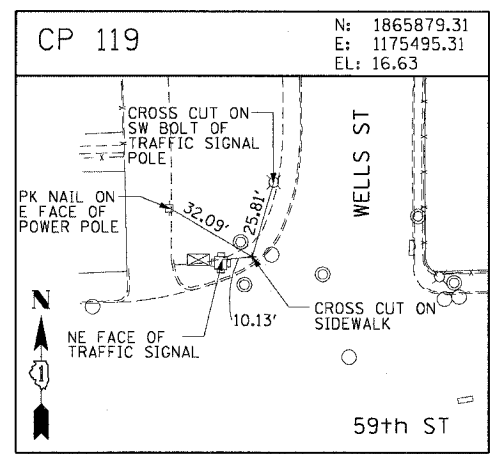 CP 119
N: 1865879.31
E: 1175495.31
EL: 16.63
CROSS CUT ON
SW BOLT OF
TRAFFIC SIGNAL
POLE
WELLS ST
PK NAIL ON
E FACE OF
POWER POLE
32.09'
25.81'
10.13'
CROSS CUT ON
SIDEWALK
NE FACE OF
TRAFFIC SIGNAL
N
1
59th ST